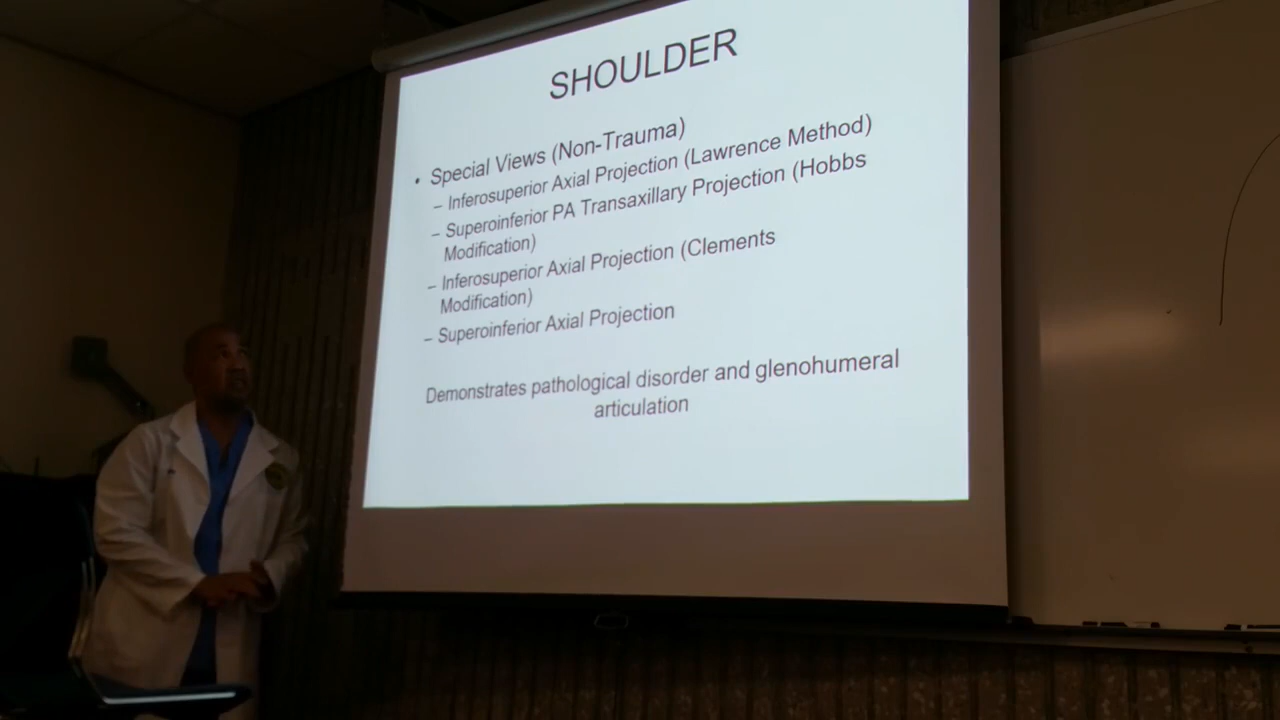 SHOULDER
• Special Views (Non-Trauma)
– Inferosuperior Axial Projection (Lawrence Method)
– Superoinferior PA Transaxillary Projection (Hobbs
Modification)
– Inferosuperior Axial Projection (Clements
Modification)
– Superoinferior Axial Projection
Demonstrates pathological disorder and glenohumeral
articulation